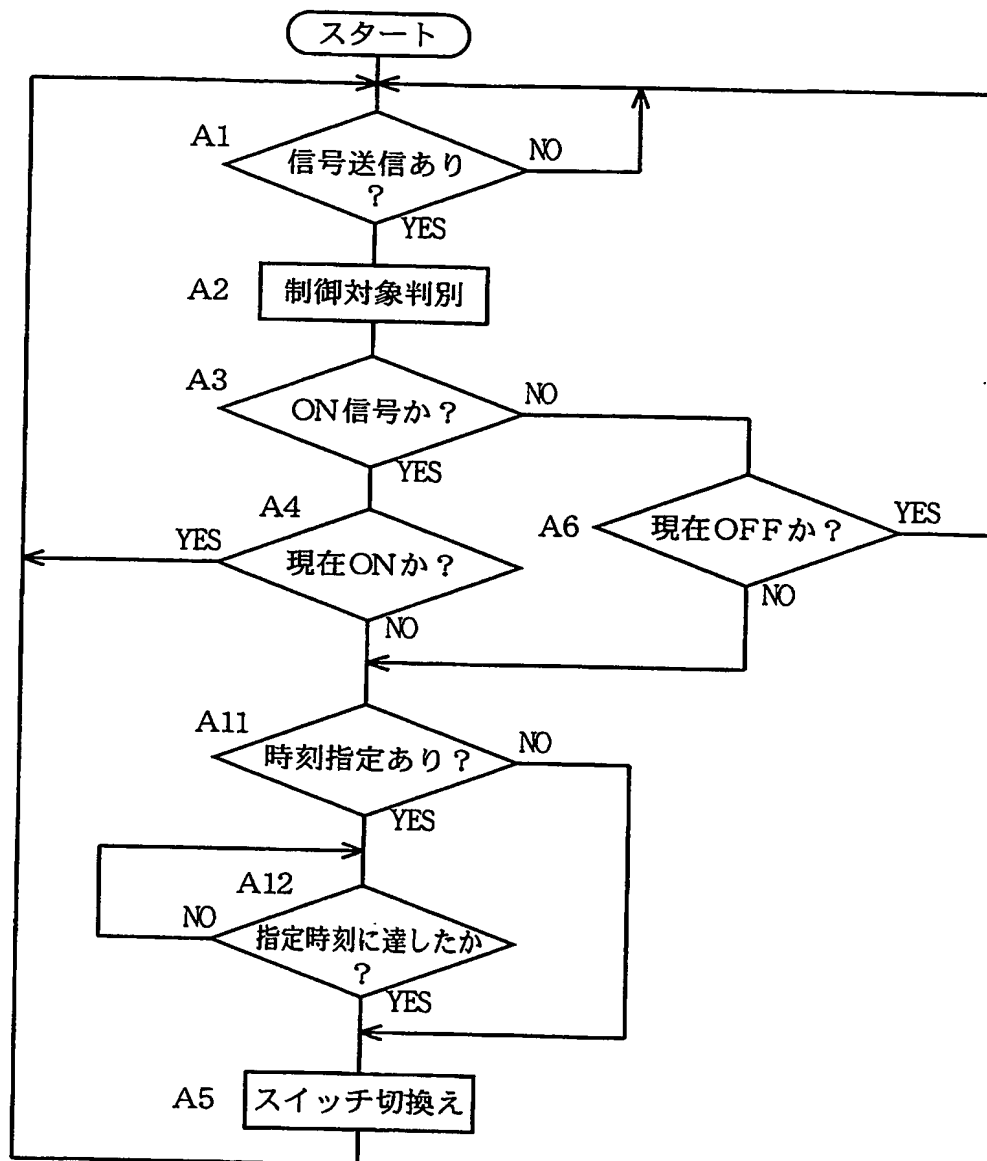 スタート
A1
信号送信あり
?
NO
YES
A2
制御対象判別
A3
ON信号か?
NO
YES
A4
現在ONか?
YES
NO
A6
現在OFFか?
YES
NO
A11
時刻指定あり?
NO
YES
A12
指定時刻に達したか
?
NO
YES
A5
スイッチ切換え